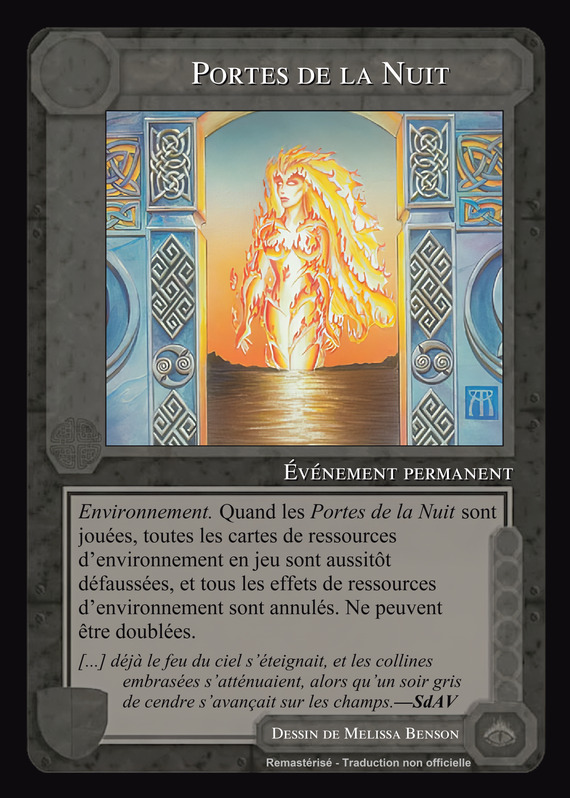 Portes de la Nuit
Événement permanent
Environnement. Quand les Portes de la Nuit sont
jouées, toutes les cartes de ressources
d’environnement en jeu sont aussitôt
défaussées, et tous les effets de ressources
d’environnement sont annulés. Ne peuvent
être doublées.
[...] déjà le feu du ciel s’éteignait, et les collines
embrasées s’atténuaient, alors qu’un soir gris
de cendre s’avançait sur les champs.—SdAV
Dessin de Melissa Benson
Remastérisé - Traduction non officielle